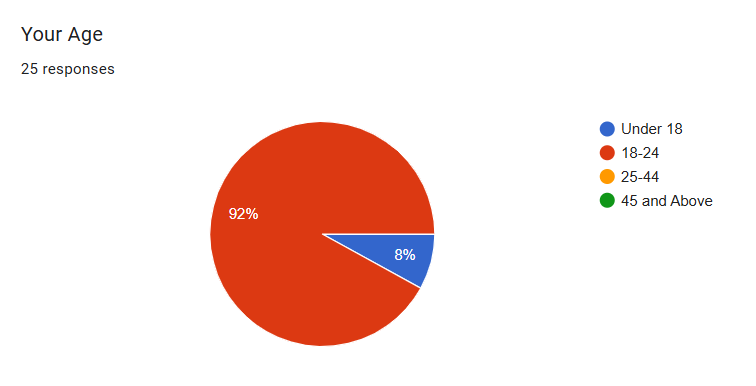 Your Age
25 responses
Under 18
18-24
25-44
45 and Above
92%
8%